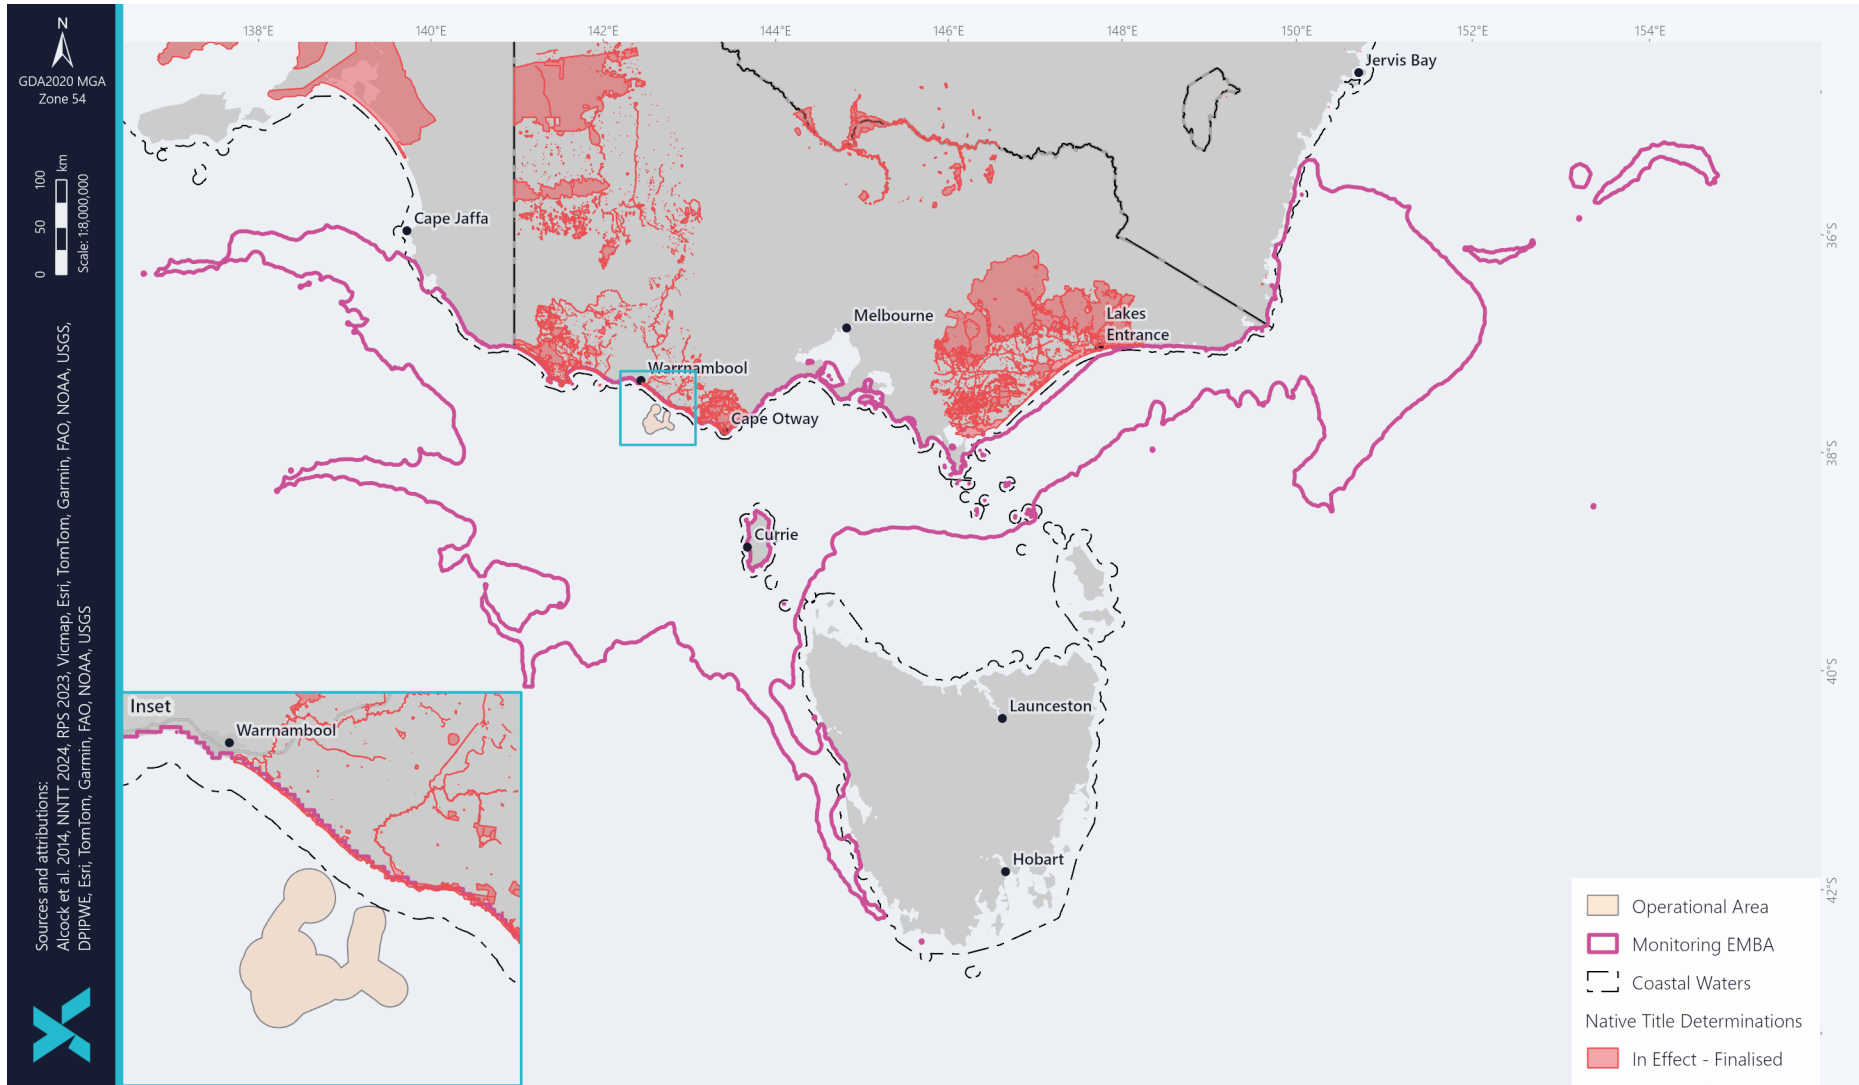 N
GDA2020 MGA
Zone 54
0 50 100 km
Scale: 1:8,000,000
Sources and attributions:
Alcock et al. 2014, NNTT 2024, RPS 2023, Vicmap, Esri, TomTom, Garmin, FAO, NOAA, USGS,
DPIPWE, Esri, TomTom, Garmin, FAO, NOAA, USGS
138°E 140°E 142°E 144°E 146°E 148°E 150°E 152°E 154°E
36°S
38°S
40°S
42°S
Jervis Bay
Cape Jaffa
Melbourne
Lakes
Entrance
Warrnambool
Cape Otway
Currie
Launceston
Hobart
Inset
Warrnambool
Operational Area
Monitoring EMBA
Coastal Waters
Native Title Determinations
In Effect - Finalised